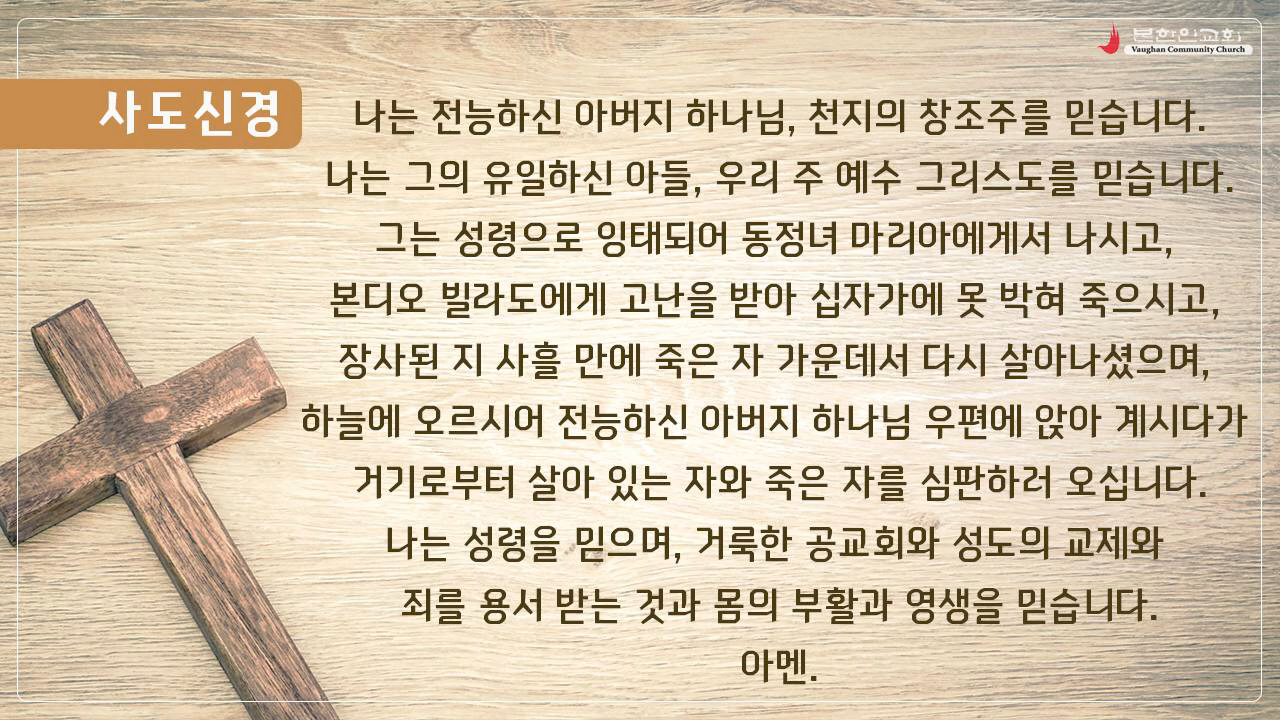 본한인교회
Vaughan Community Church
사도신경
나는 전능하신 아버지 하나님, 천지의 창조주를 믿습니다.
나는 그의 유일하신 아들, 우리 주 예수 그리스도를 믿습니다.
그는 성령으로 잉태되어 동정녀 마리아에게서 나시고,
본디오 빌라도에게 고난을 받아 십자가에 못 박혀 죽으시고,
장사된 지 사흘 만에 죽은 자 가운데서 다시 살아나셨으며,
하늘에 오르시어 전능하신 아버지 하나님 우편에 앉아 계시다가
거기로부터 살아 있는 자와 죽은 자를 심판하러 오십니다.
나는 성령을 믿으며, 거룩한 공교회와 성도의 교제와
죄를 용서 받는 것과 몸의 부활과 영생을 믿습니다.
아멘.